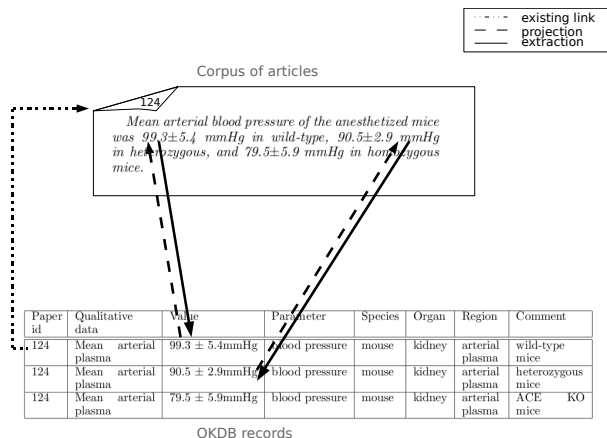 existing link
projection
extraction
Corpus of articles
124
Mean arterial blood pressure of the anesthetized mice
was 99.3±5.4 mmHg in wild-type, 90.5±2.9 mmHg
in heterozygous, and 79.5±5.9 mmHg in homozygous
mice.
Paper id Qualitative data Value Parameter Species Organ Region Comment
124 Mean arterial plasma 99.3 ± 5.4mmHg blood pressure mouse kidney arterial plasma wild-type mice
124 Mean arterial plasma 90.5 ± 2.9mmHg blood pressure mouse kidney arterial plasma heterozygous mice
124 Mean arterial plasma 79.5 ± 5.9mmHg blood pressure mouse kidney arterial plasma ACE KO mice
OKDB records